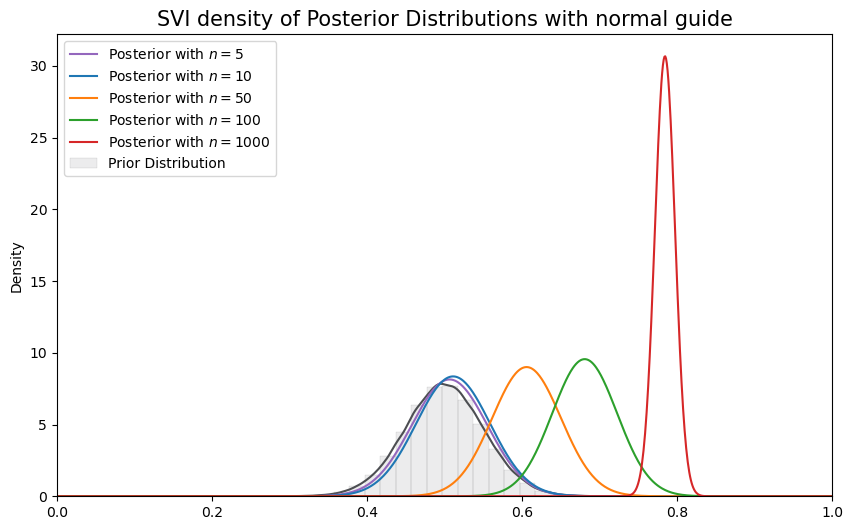 SVI density of Posterior Distributions with normal guide
Posterior with n = 5
Posterior with n = 10
Posterior with n = 50
Posterior with n = 100
Posterior with n = 1000
Prior Distribution
Density
30
25
20
15
10
5
0
0.0 0.2 0.4 0.6 0.8 1.0